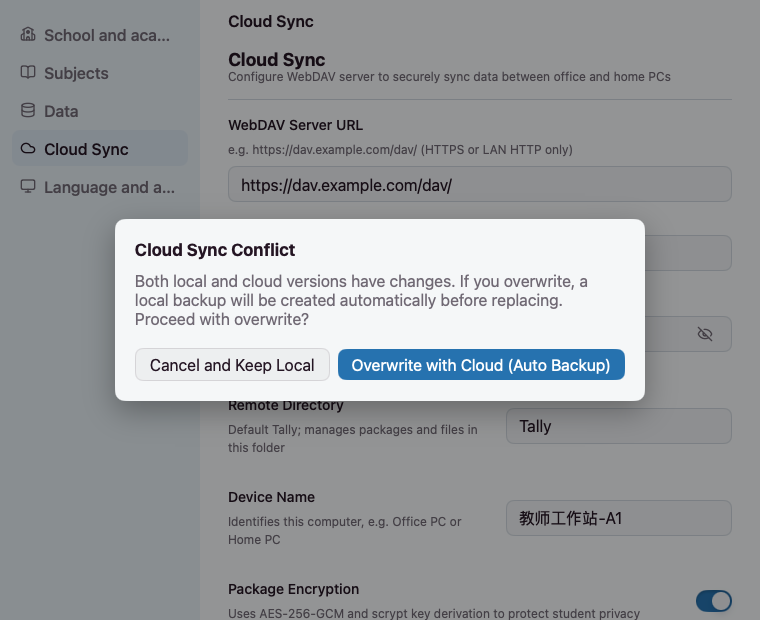 School and aca...
Subjects
Data
Cloud Sync
Language and a...
Cloud Sync
Cloud Sync
Configure WebDAV server to securely sync data between office and home PCs
WebDAV Server URL
e.g. https://dav.example.com/dav/ (HTTPS or LAN HTTP only)
https://dav.example.com/dav/
Cloud Sync Conflict
Both local and cloud versions have changes. If you overwrite, a
local backup will be created automatically before replacing.
Proceed with overwrite?
Cancel and Keep Local
Overwrite with Cloud (Auto Backup)
Remote Directory
Default Tally; manages packages and files in
this folder
Tally
Device Name
Identifies this computer, e.g. Office PC or
Home PC
教师工作站-A1
Package Encryption
Uses AES-256-GCM and scrypt key derivation to protect student privacy